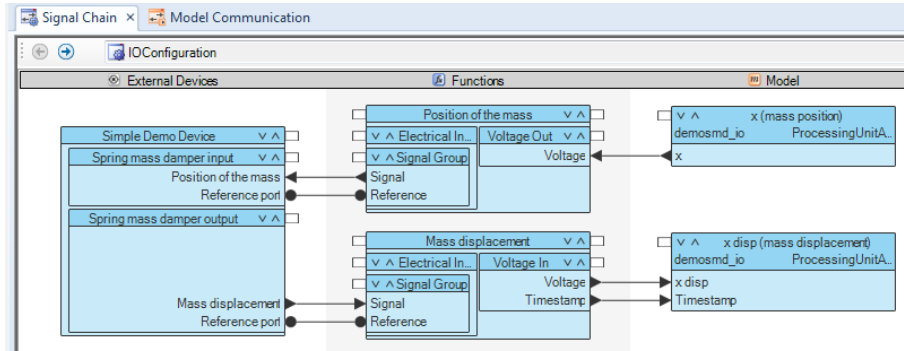 Signal Chain × Model Communication
IOConfiguration
External Devices Functions Model
Simple Demo Device
Spring mass damper input
Position of the mass
Reference port
Spring mass damper output
Mass displacement
Reference port
Position of the mass
Electrical In... Voltage Out
Signal Group Voltage
Signal
Reference
Mass displacement
Electrical In... Voltage In
Signal Group Voltage
Signal Timestamp
Reference
x (mass position)
demosmd_io ProcessingUnitA..
x
x disp (mass displacement)
demosmd_io ProcessingUnitA..
x disp
Timestamp